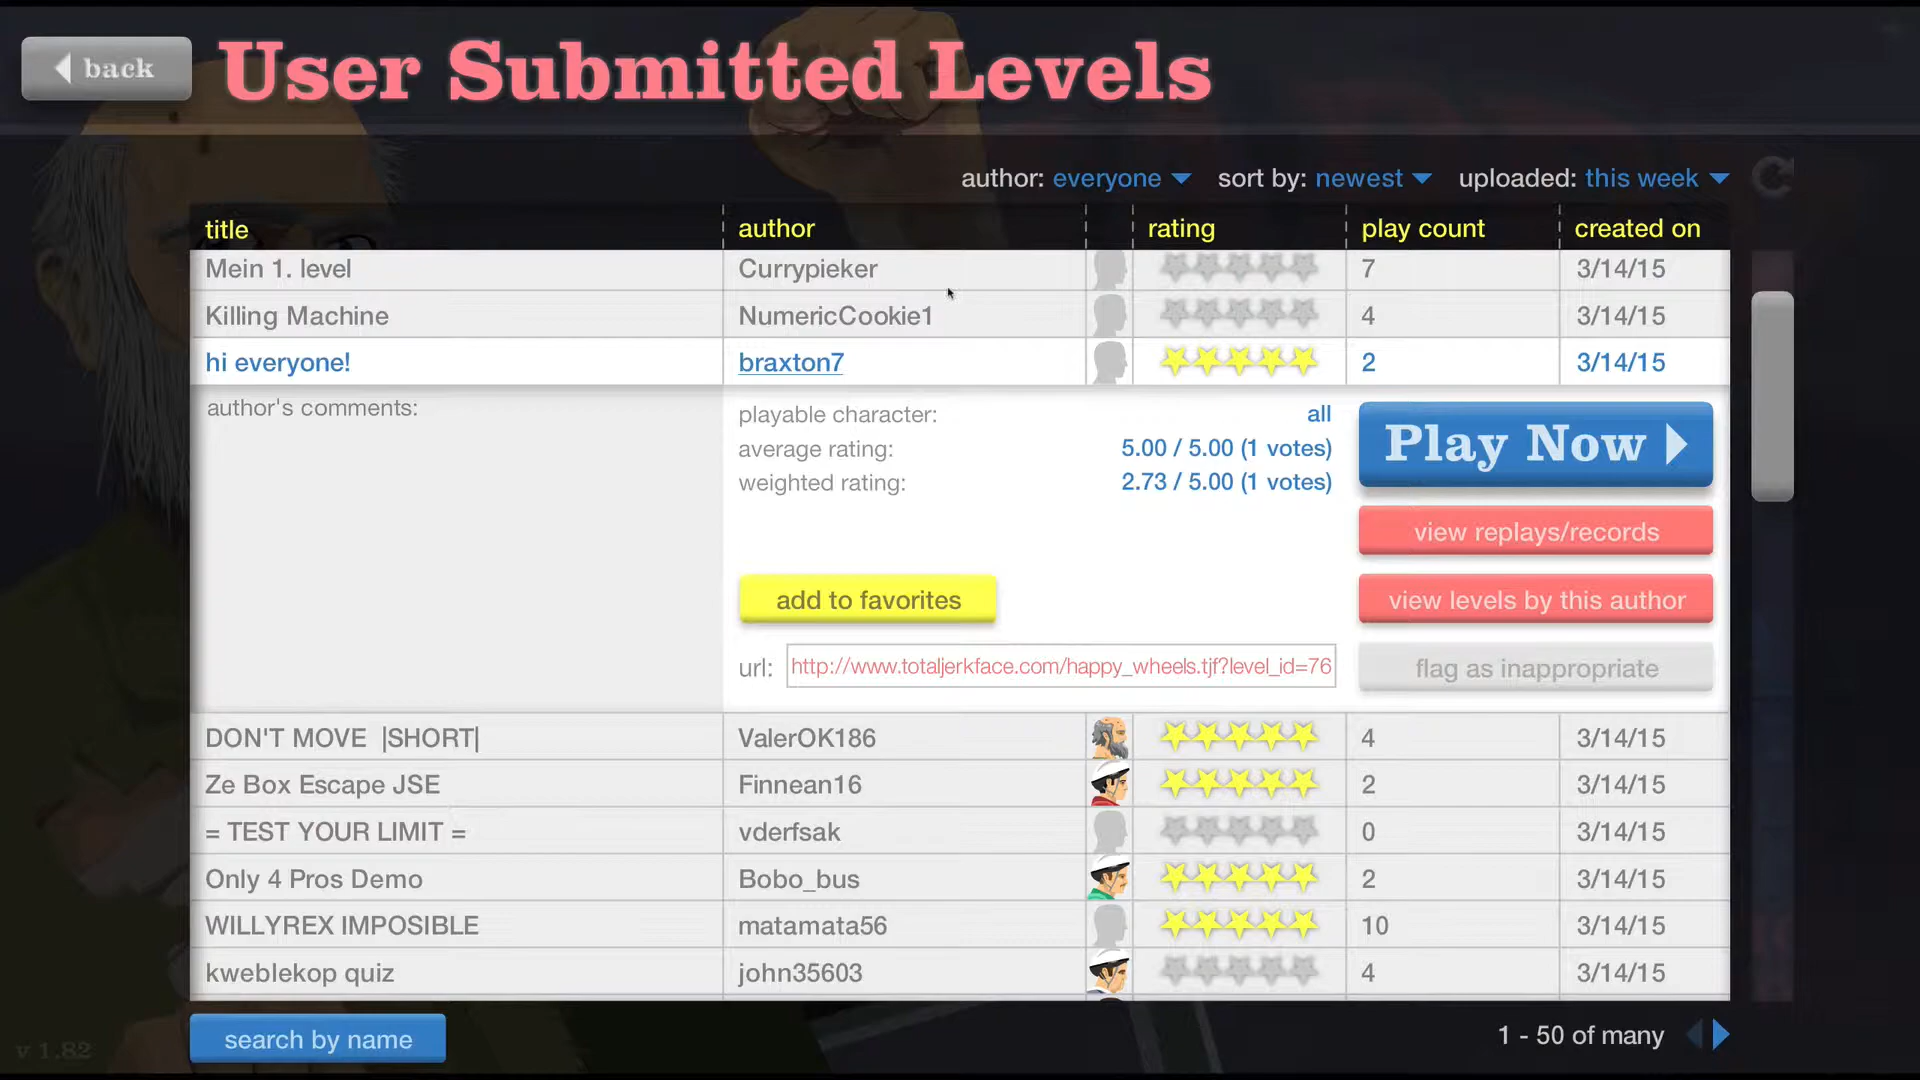 back
User Submitted Levels
author: everyone sort by: newest uploaded: this week
title author rating play count created on
Mein 1. level Currypieker 7 3/14/15
Killing Machine NumericCookie1 4 3/14/15
hi everyone! braxton7 2 3/14/15
author's comments:
playable character: all
average rating: 5.00 / 5.00 (1 votes)
weighted rating: 2.73 / 5.00 (1 votes)
Play Now
view replays/records
add to favorites
view levels by this author
url: http://www.totaljerkface.com/happy_wheels.tjf?level_id=76
flag as inappropriate
DON'T MOVE |SHORT| ValerOK186 4 3/14/15
Ze Box Escape JSE Finnean16 2 3/14/15
= TEST YOUR LIMIT = vderfsak 0 3/14/15
Only 4 Pros Demo Bobo_bus 2 3/14/15
WILLYREX IMPOSIBLE matamata56 10 3/14/15
kweblekop quiz john35603 4 3/14/15
search by name
1 - 50 of many
v 1.82